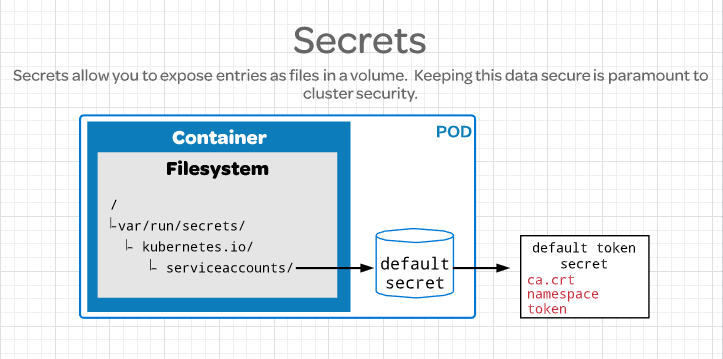 Secrets
Secrets allow you to expose entries as files in a volume. Keeping this data secure is paramount to
cluster security.
POD
Container
Filesystem
/
var/run/secrets/
kubernetes.io/
serviceaccounts/
default
secret
default token
secret
ca.crt
namespace
token